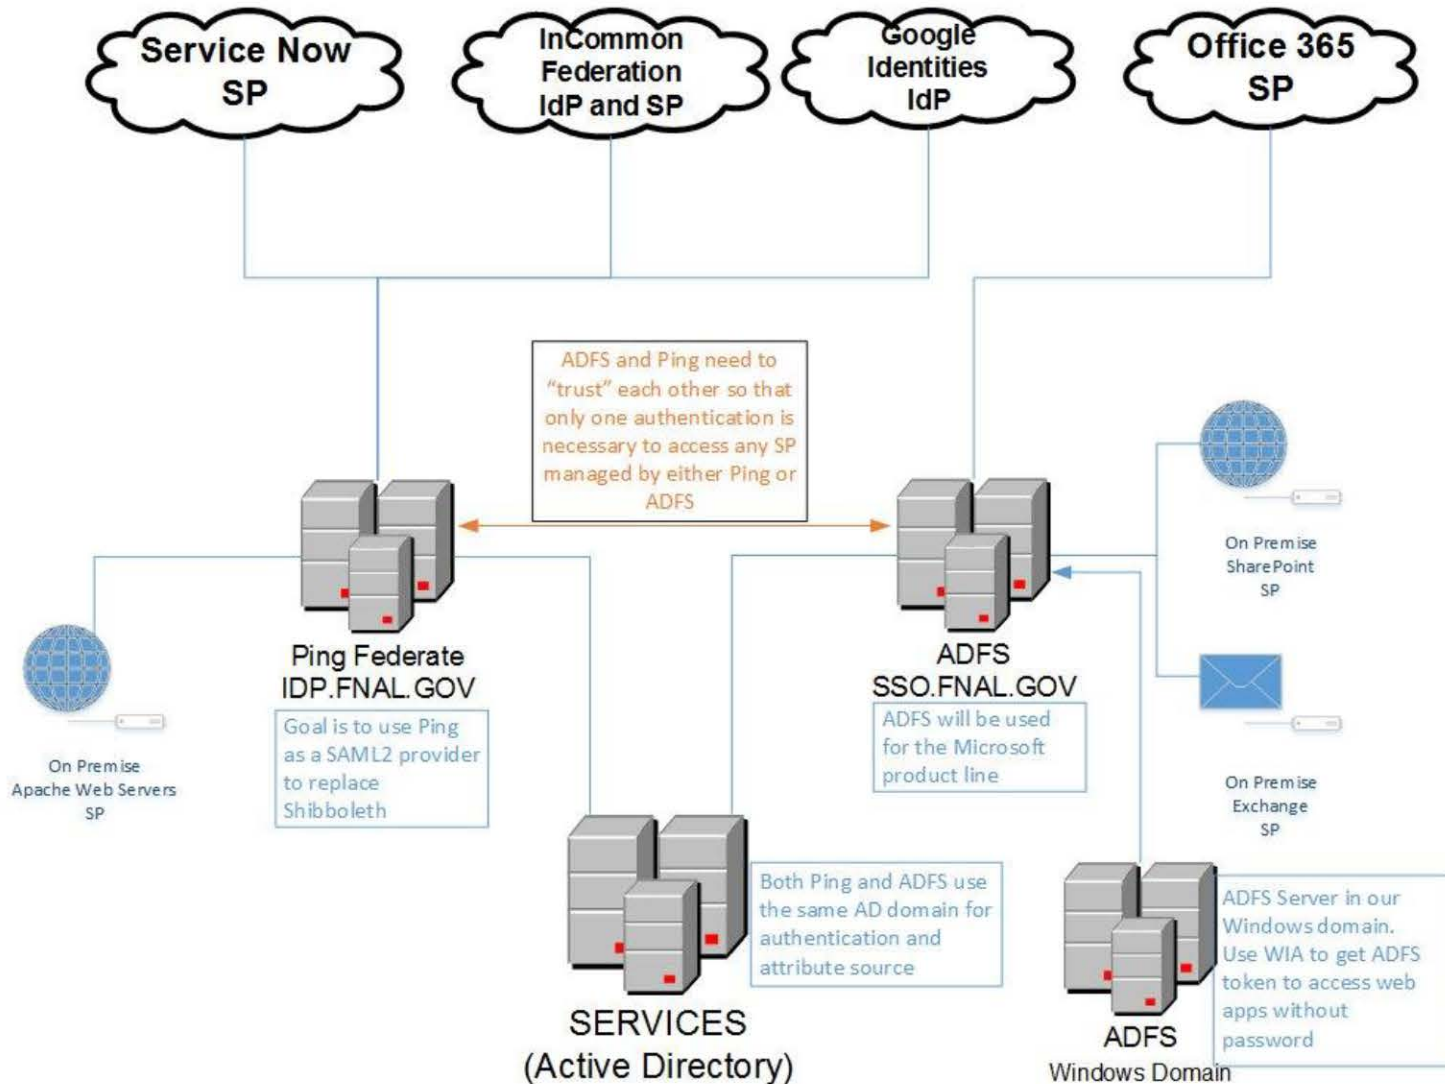 Service Now
SP
InCommon
Federation
IdP and SP
Google
Identities
IdP
Office 365
SP
ADFS and Ping need to
“trust” each other so that
only one authentication is
necessary to access any SP
managed by either Ping or
ADFS
On Premise
SharePoint
SP
Ping Federate
IDP.FNAL.GOV
ADFS
SSO.FNAL.GOV
Goal is to use Ping
as a SAML2 provider
to replace
Shibboleth
ADFS will be used
for the Microsoft
product line
On Premise
Apache Web Servers
SP
On Premise
Exchange
SP
Both Ping and ADFS use
the same AD domain for
authentication and
attribute source
ADFS Server in our
Windows domain.
Use WIA to get ADFS
token to access web
apps without
password
SERVICES
(Active Directory)
ADFS
Windows Domain